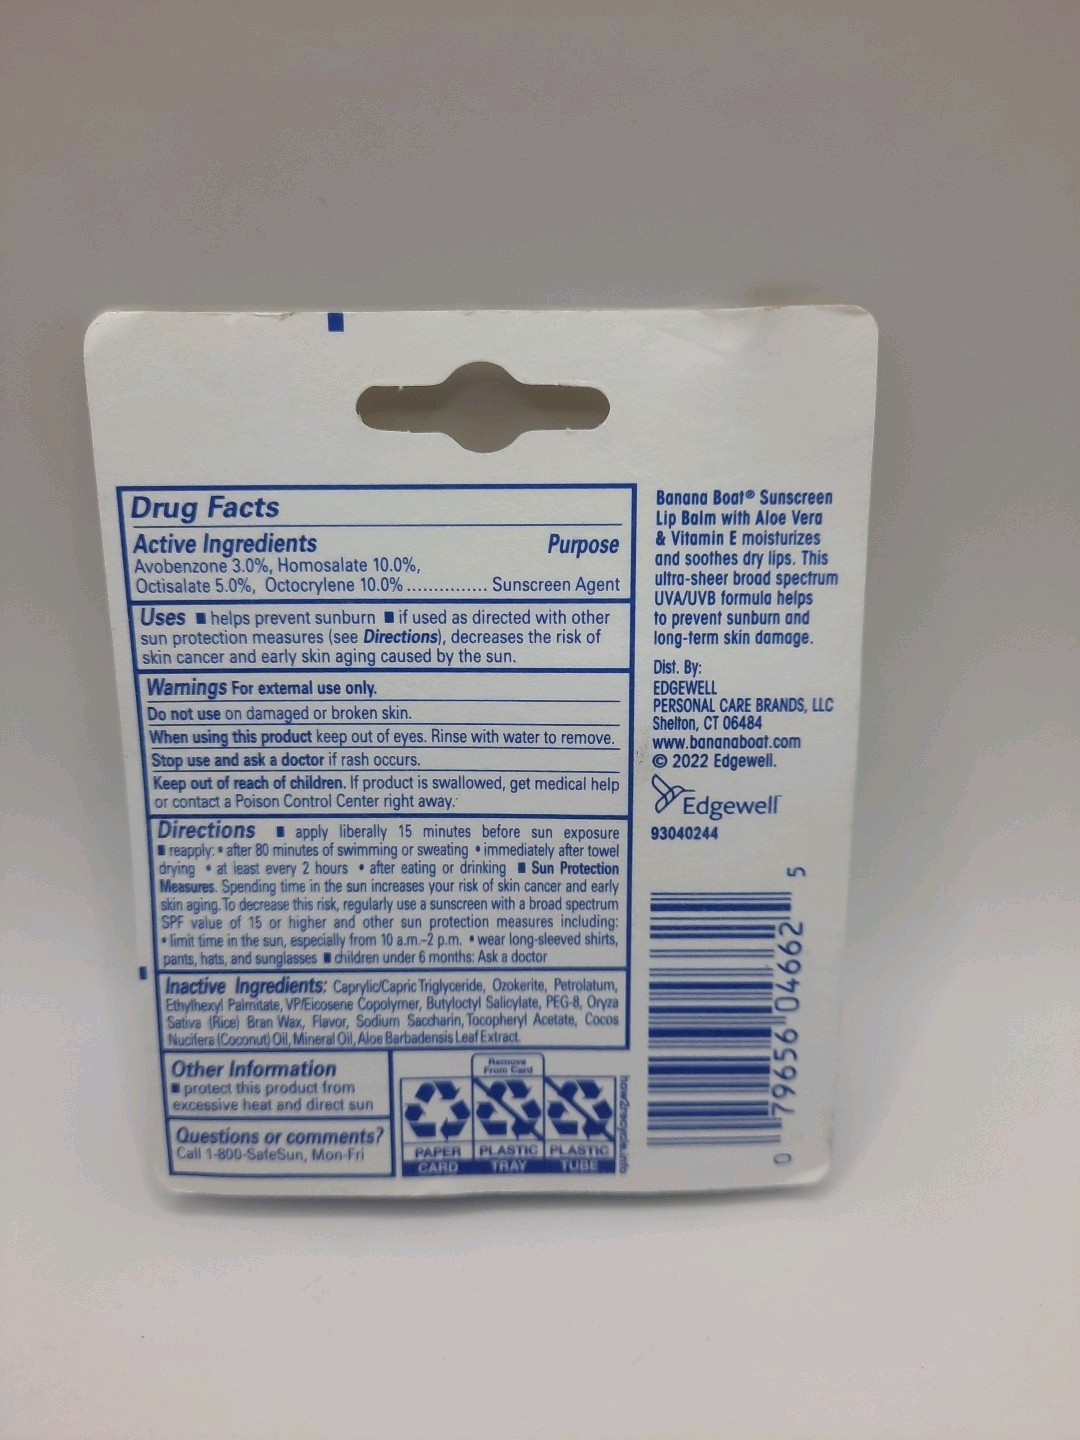 Drug Facts
Active Ingredients Purpose
Avobenzone 3.0%, Homosalate 10.0%,
Octisalate 5.0%, Octocrylene 10.0%................ Sunscreen Agent
Uses ■ helps prevent sunburn ■ if used as directed with other
sun protection measures (see Directions), decreases the risk of
skin cancer and early skin aging caused by the sun.
Warnings For external use only.
Do not use on damaged or broken skin.
When using this product keep out of eyes. Rinse with water to remove.
Stop use and ask a doctor if rash occurs.
Keep out of reach of children. If product is swallowed, get medical help
or contact a Poison Control Center right away.
Directions ■ apply liberally 15 minutes before sun exposure
■ reapply: • after 80 minutes of swimming or sweating • immediately after towel
drying • at least every 2 hours • after eating or drinking ■ Sun Protection
Measures. Spending time in the sun increases your risk of skin cancer and early
skin aging. To decrease this risk, regularly use a sunscreen with a broad spectrum
SPF value of 15 or higher and other sun protection measures including:
• limit time in the sun, especially from 10 a.m.–2 p.m. • wear long-sleeved shirts,
pants, hats, and sunglasses ■ children under 6 months: Ask a doctor
Inactive Ingredients: Caprylic/Capric Triglyceride, Ozokerite, Petrolatum,
Ethylhexyl Palmitate, VP/Eicosene Copolymer, Butyloctyl Salicylate, PEG-8, Oryza
Sativa (Rice) Bran Wax, Flavor, Sodium Saccharin, Tocopheryl Acetate, Cocos
Nucifera (Coconut) Oil, Mineral Oil, Aloe Barbadensis Leaf Extract.
Other Information
■ protect this product from
excessive heat and direct sun
Questions or comments?
Call 1-800-SafeSun, Mon-Fri
Remove
From Card
PAPER PLASTIC PLASTIC
CARD TRAY TUBE
how2recycle.info
Banana Boat® Sunscreen
Lip Balm with Aloe Vera
& Vitamin E moisturizes
and soothes dry lips. This
ultra-sheer broad spectrum
UVA/UVB formula helps
to prevent sunburn and
long-term skin damage.
Dist. By:
EDGEWELL
PERSONAL CARE BRANDS, LLC
Shelton, CT 06484
www.bananaboat.com
© 2022 Edgewell.
Edgewell™
93040244
0 79656 04662 5